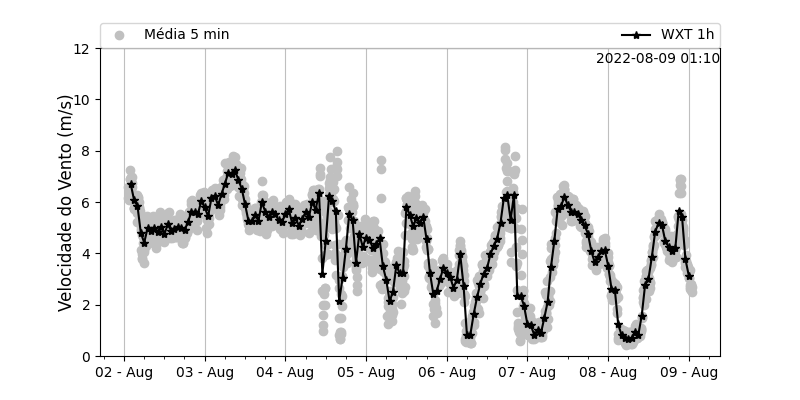 Média 5 min
WXT 1h
2022-08-09 01:10
Velocidade do Vento (m/s)
12
10
8
6
4
2
0
02 - Aug 03 - Aug 04 - Aug 05 - Aug 06 - Aug 07 - Aug 08 - Aug 09 - Aug